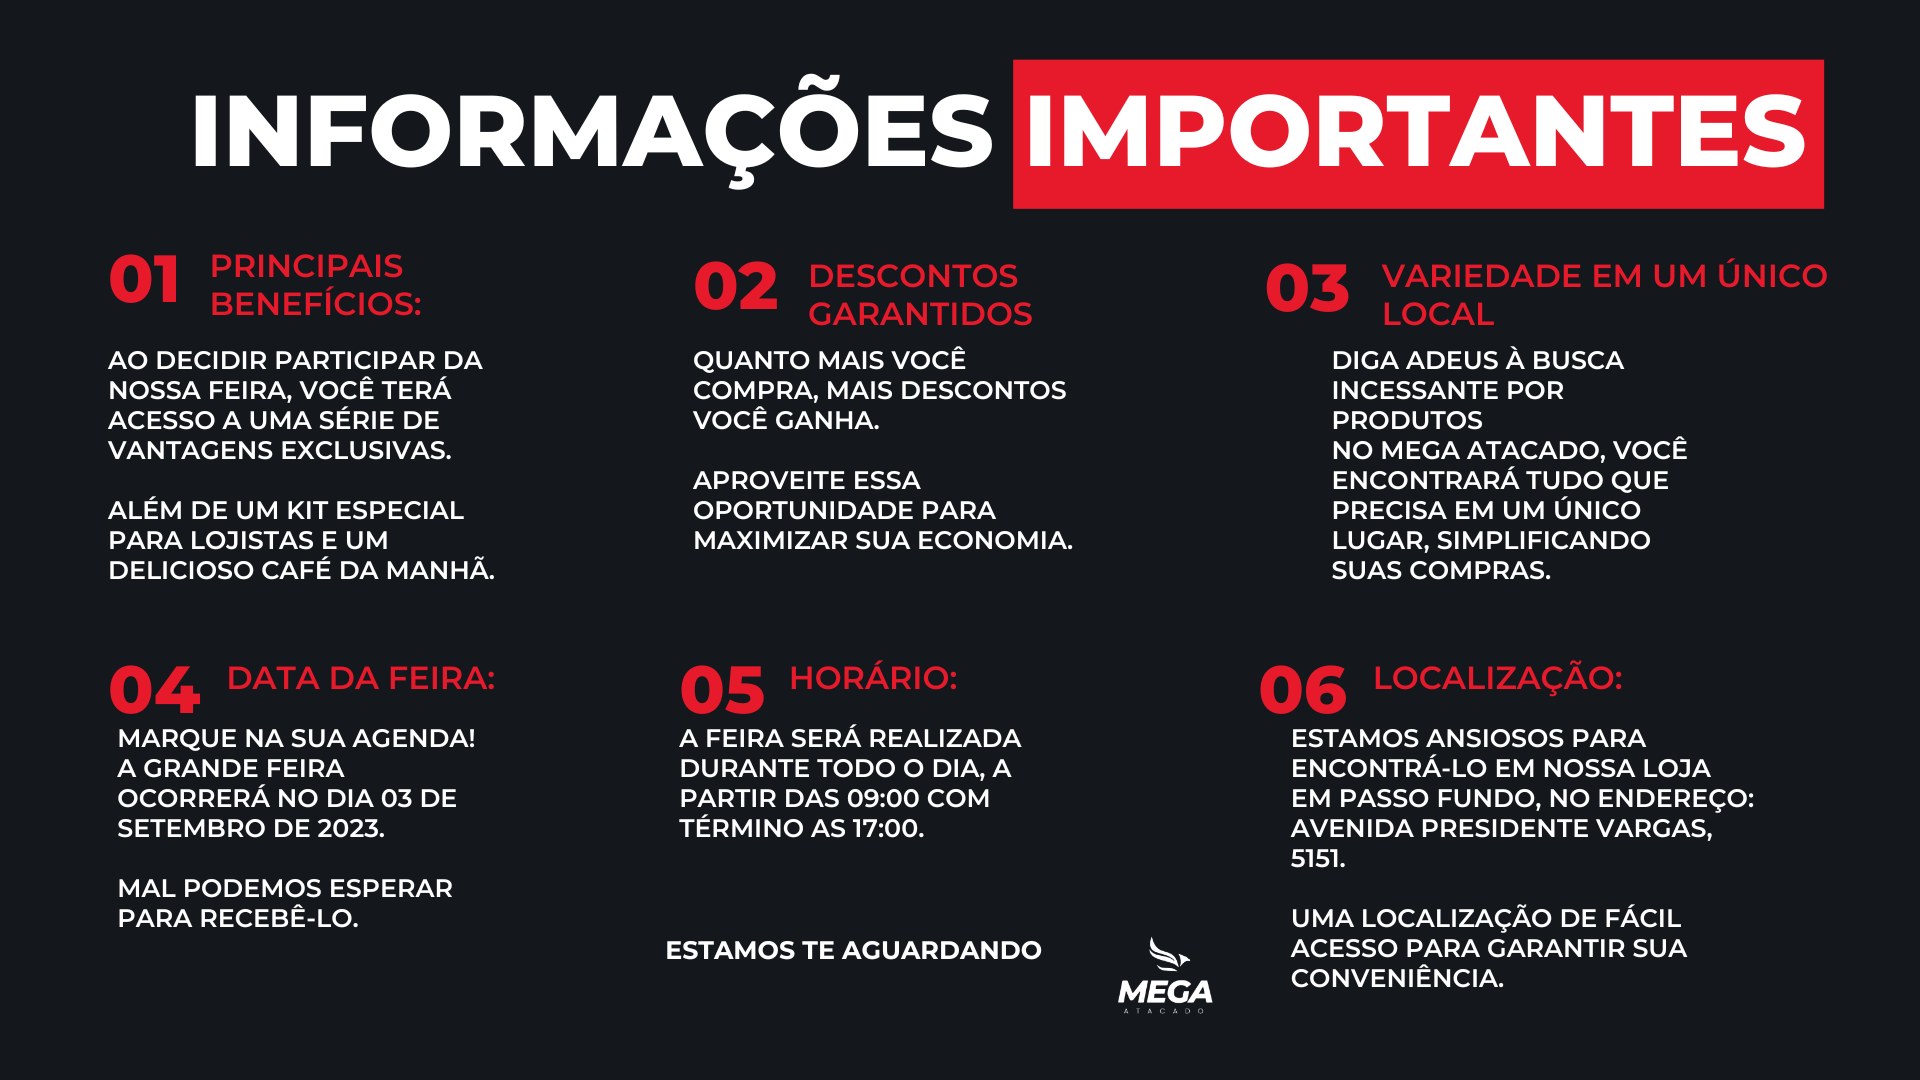 INFORMAÇÕES IMPORTANTES
01 PRINCIPAIS
BENEFÍCIOS:
AO DECIDIR PARTICIPAR DA
NOSSA FEIRA, VOCÊ TERÁ
ACESSO A UMA SÉRIE DE
VANTAGENS EXCLUSIVAS.
ALÉM DE UM KIT ESPECIAL
PARA LOJISTAS E UM
DELICIOSO CAFÉ DA MANHÃ.
02 DESCONTOS
GARANTIDOS
QUANTO MAIS VOCÊ
COMPRA, MAIS DESCONTOS
VOCÊ GANHA.
APROVEITE ESSA
OPORTUNIDADE PARA
MAXIMIZAR SUA ECONOMIA.
03 VARIEDADE EM UM ÚNICO
LOCAL
DIGA ADEUS À BUSCA
INCESSANTE POR
PRODUTOS
NO MEGA ATACADO, VOCÊ
ENCONTRARÁ TUDO QUE
PRECISA EM UM ÚNICO
LUGAR, SIMPLIFICANDO
SUAS COMPRAS.
04 DATA DA FEIRA:
MARQUE NA SUA AGENDA!
A GRANDE FEIRA
OCORRERÁ NO DIA 03 DE
SETEMBRO DE 2023.
MAL PODEMOS ESPERAR
PARA RECEBÊ-LO.
05 HORÁRIO:
A FEIRA SERÁ REALIZADA
DURANTE TODO O DIA, A
PARTIR DAS 09:00 COM
TÉRMINO AS 17:00.
06 LOCALIZAÇÃO:
ESTAMOS ANSIOSOS PARA
ENCONTRÁ-LO EM NOSSA LOJA
EM PASSO FUNDO, NO ENDEREÇO:
AVENIDA PRESIDENTE VARGAS,
5151.
UMA LOCALIZAÇÃO DE FÁCIL
ACESSO PARA GARANTIR SUA
CONVENIÊNCIA.
ESTAMOS TE AGUARDANDO
MEGA
ATACADO